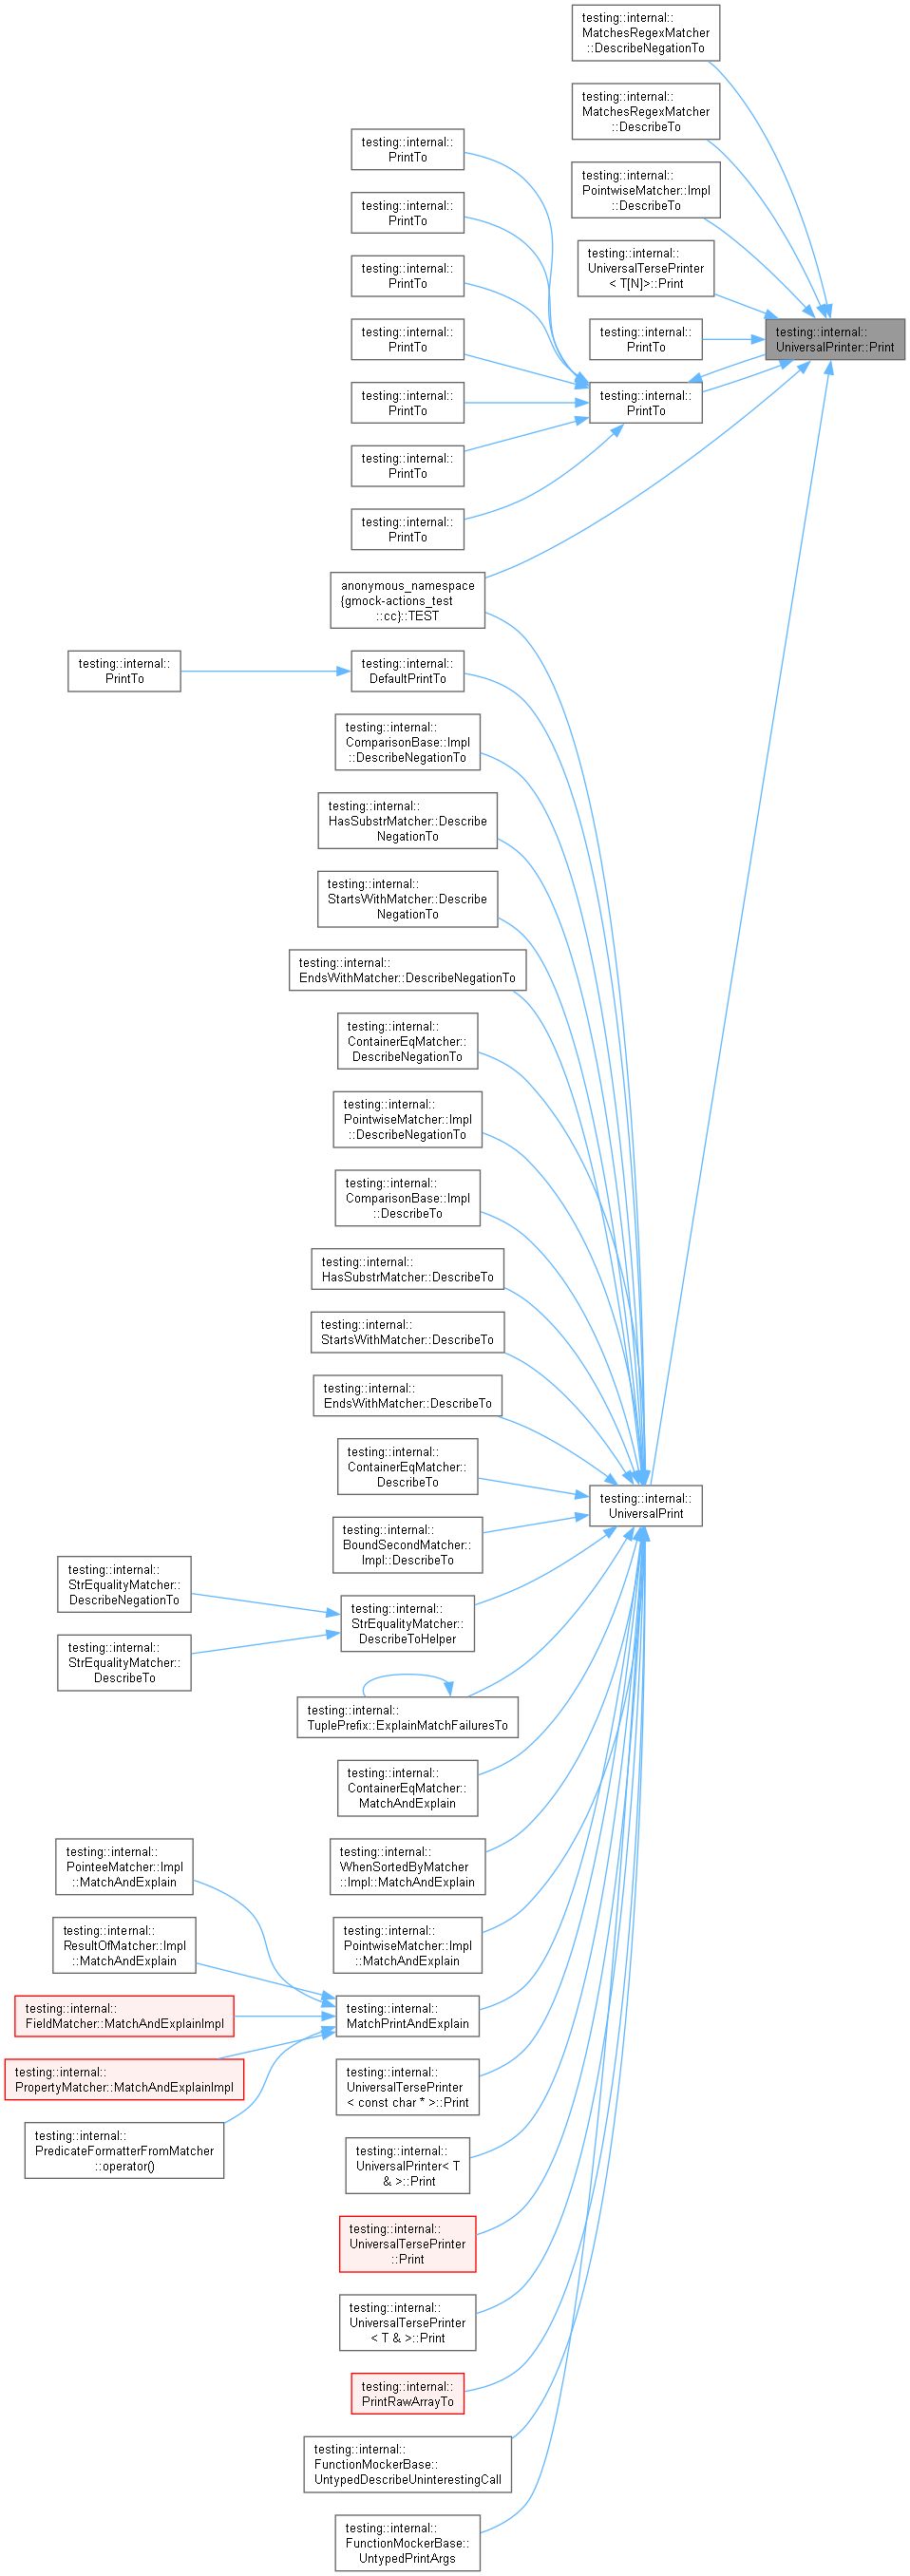 testing::internal::
MatchesRegexMatcher
::DescribeNegationTo
testing::internal::
MatchesRegexMatcher
::DescribeTo
testing::internal::
PrintTo
testing::internal::
PointwiseMatcher::Impl
::DescribeTo
testing::internal::
PrintTo
testing::internal::
UniversalTersePrinter
< T[N]>::Print
testing::internal::
PrintTo
testing::internal::
PrintTo
testing::internal::
PrintTo
testing::internal::
UniversalPrinter::Print
testing::internal::
PrintTo
testing::internal::
PrintTo
testing::internal::
PrintTo
testing::internal::
PrintTo
anonymous_namespace
{gmock-actions_test
::cc}::TEST
testing::internal::
PrintTo
testing::internal::
DefaultPrintTo
testing::internal::
ComparisonBase::Impl
::DescribeNegationTo
testing::internal::
HasSubstrMatcher::Describe
NegationTo
testing::internal::
StartsWithMatcher::Describe
NegationTo
testing::internal::
EndsWithMatcher::DescribeNegationTo
testing::internal::
ContainerEqMatcher::
DescribeNegationTo
testing::internal::
PointwiseMatcher::Impl
::DescribeNegationTo
testing::internal::
ComparisonBase::Impl
::DescribeTo
testing::internal::
HasSubstrMatcher::DescribeTo
testing::internal::
StartsWithMatcher::DescribeTo
testing::internal::
EndsWithMatcher::DescribeTo
testing::internal::
ContainerEqMatcher::
DescribeTo
testing::internal::
UniversalPrint
testing::internal::
BoundSecondMatcher::
Impl::DescribeTo
testing::internal::
StrEqualityMatcher::
DescribeNegationTo
testing::internal::
StrEqualityMatcher::
DescribeToHelper
testing::internal::
StrEqualityMatcher::
DescribeTo
testing::internal::
TuplePrefix::ExplainMatchFailuresTo
testing::internal::
ContainerEqMatcher::
MatchAndExplain
testing::internal::
PointeeMatcher::Impl
::MatchAndExplain
testing::internal::
WhenSortedByMatcher
::Impl::MatchAndExplain
testing::internal::
ResultOfMatcher::Impl
::MatchAndExplain
testing::internal::
PointwiseMatcher::Impl
::MatchAndExplain
testing::internal::
FieldMatcher::MatchAndExplainImpl
testing::internal::
MatchPrintAndExplain
testing::internal::
PropertyMatcher::MatchAndExplainImpl
testing::internal::
UniversalTersePrinter
< const char * >::Print
testing::internal::
PredicateFormatterFromMatcher
::operator()
testing::internal::
UniversalPrinter< T
& >::Print
testing::internal::
UniversalTersePrinter
::Print
testing::internal::
UniversalTersePrinter
< T & >::Print
testing::internal::
PrintRawArrayTo
testing::internal::
FunctionMockerBase::
UntypedDescribeUninterestingCall
testing::internal::
FunctionMockerBase::
UntypedPrintArgs